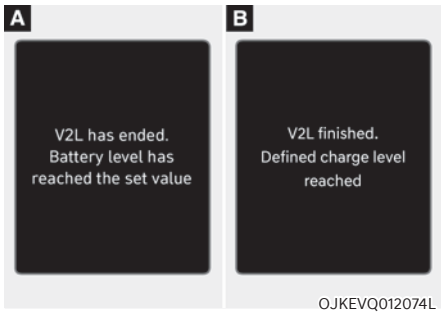 A
V2L has ended.
Battery level has
reached the set value
B
V2L finished.
Defined charge level
reached
OJKEVQ012074L